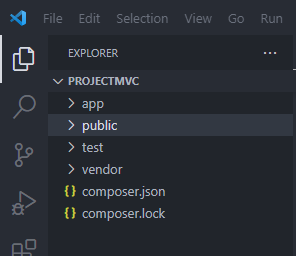 File Edit Selection View Go Run
EXPLORER ...
PROJECTMVC
app
public
test
vendor
{} composer.json
{} composer.lock